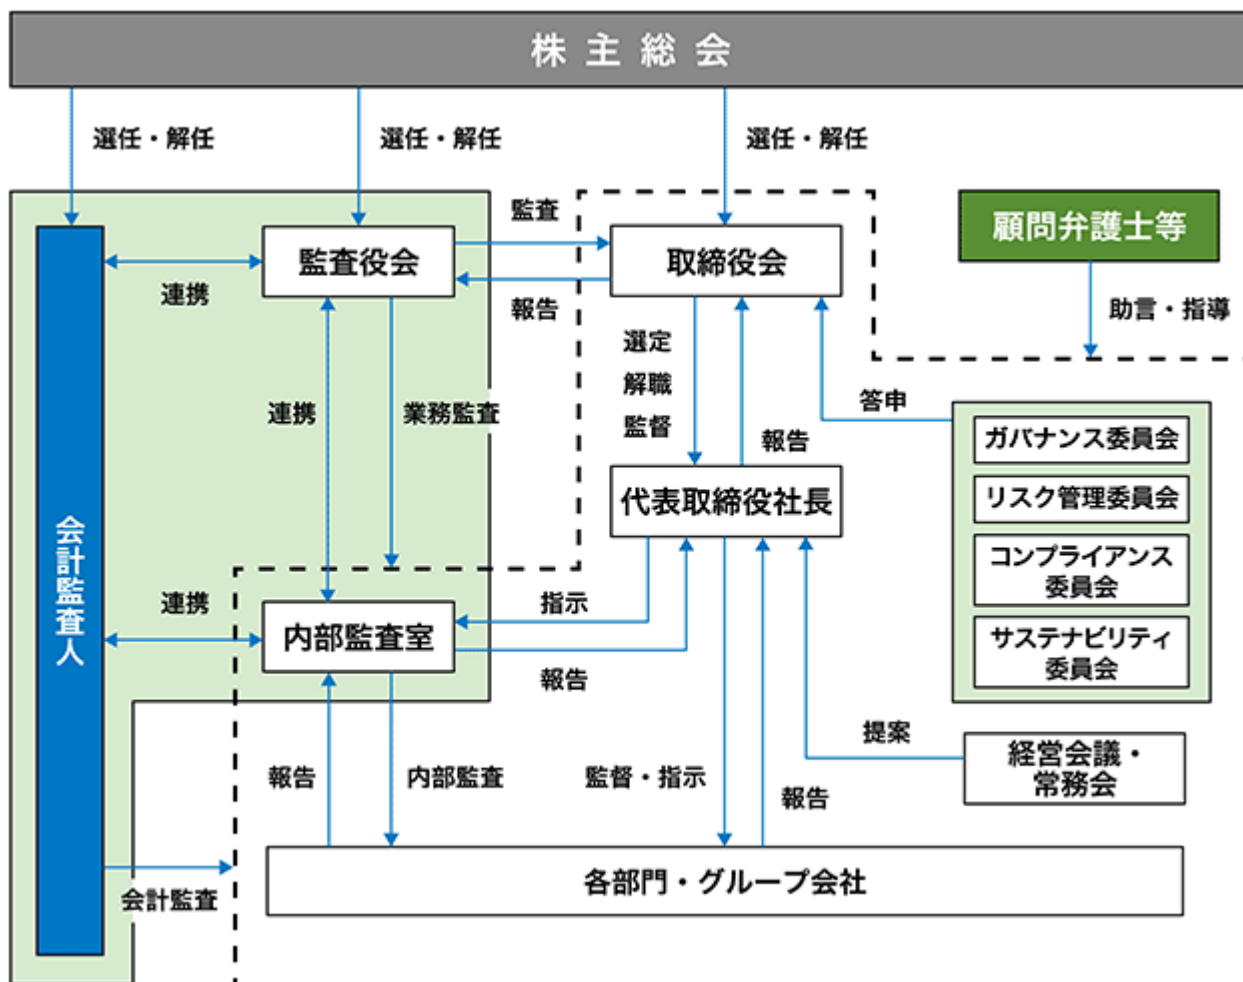 株主総会
選任・解任
選任・解任
選任・解任
監査役会
監査
取締役会
顧問弁護士等
連携
報告
助言・指導
選定
解職
監督
連携
業務監査
報告
答申
ガバナンス委員会
リスク管理委員会
コンプライアンス
委員会
サステナビリティ
委員会
代表取締役社長
会計監査人
連携
内部監査室
指示
報告
提案
経営会議・
常務会
報告
内部監査
監督・指示
報告
会計監査
各部門・グループ会社